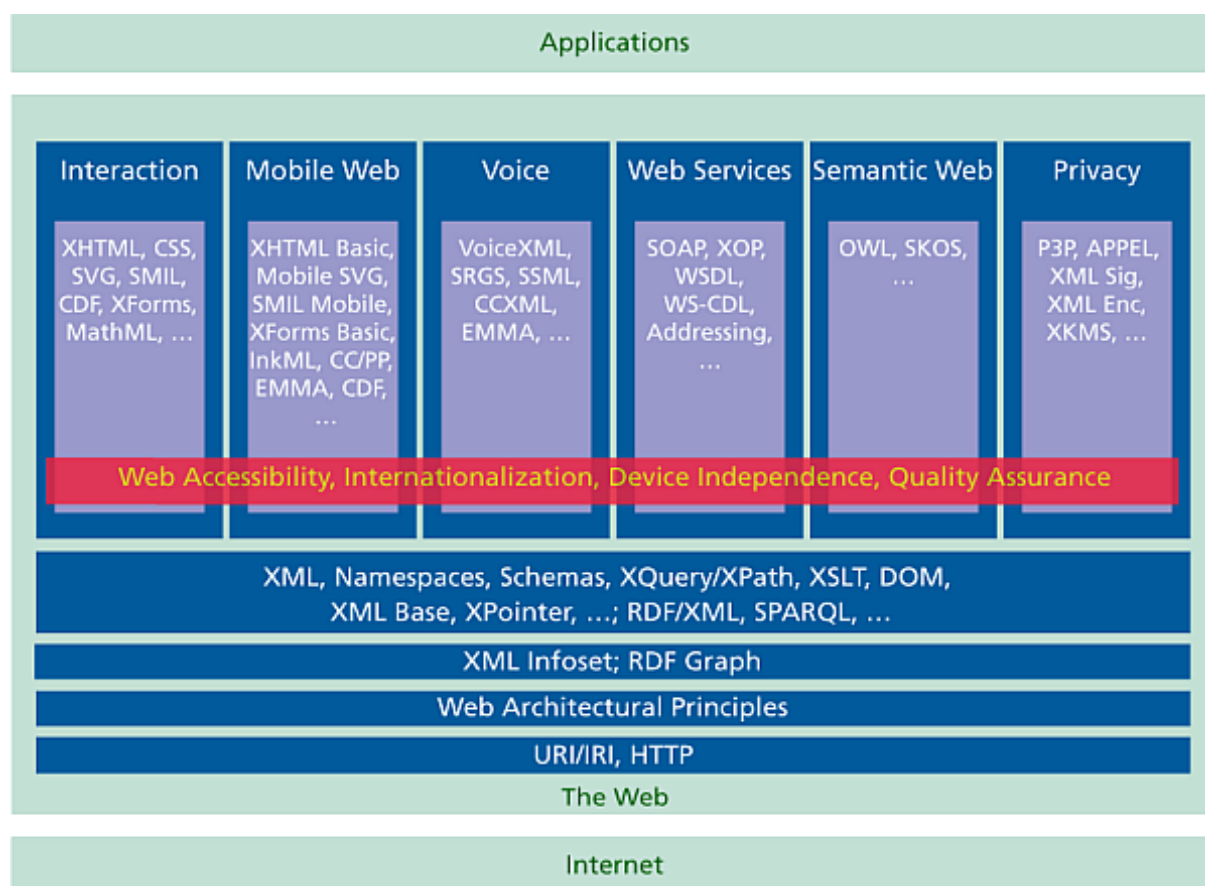 Applications
Interaction
XHTML, CSS,
SVG, SMIL,
CDF, XForms,
MathML, …
Mobile Web
XHTML Basic,
Mobile SVG,
SMIL Mobile,
XForms Basic,
InkML, CC/PP,
EMMA, CDF,
…
Voice
VoiceXML,
SRGS, SSML,
CCXML,
EMMA, …
Web Services
SOAP, XOP,
WSDL,
WS-CDL,
Addressing,
…
Semantic Web
OWL, SKOS,
…
Privacy
P3P, APPEL,
XML Sig,
XML Enc,
XKMS, …
Web Accessibility, Internationalization, Device Independence, Quality Assurance
XML, Namespaces, Schemas, XQuery/XPath, XSLT, DOM,
XML Base, XPointer, …; RDF/XML, SPARQL, …
XML Infoset; RDF Graph
Web Architectural Principles
URI/IRI, HTTP
The Web
Internet